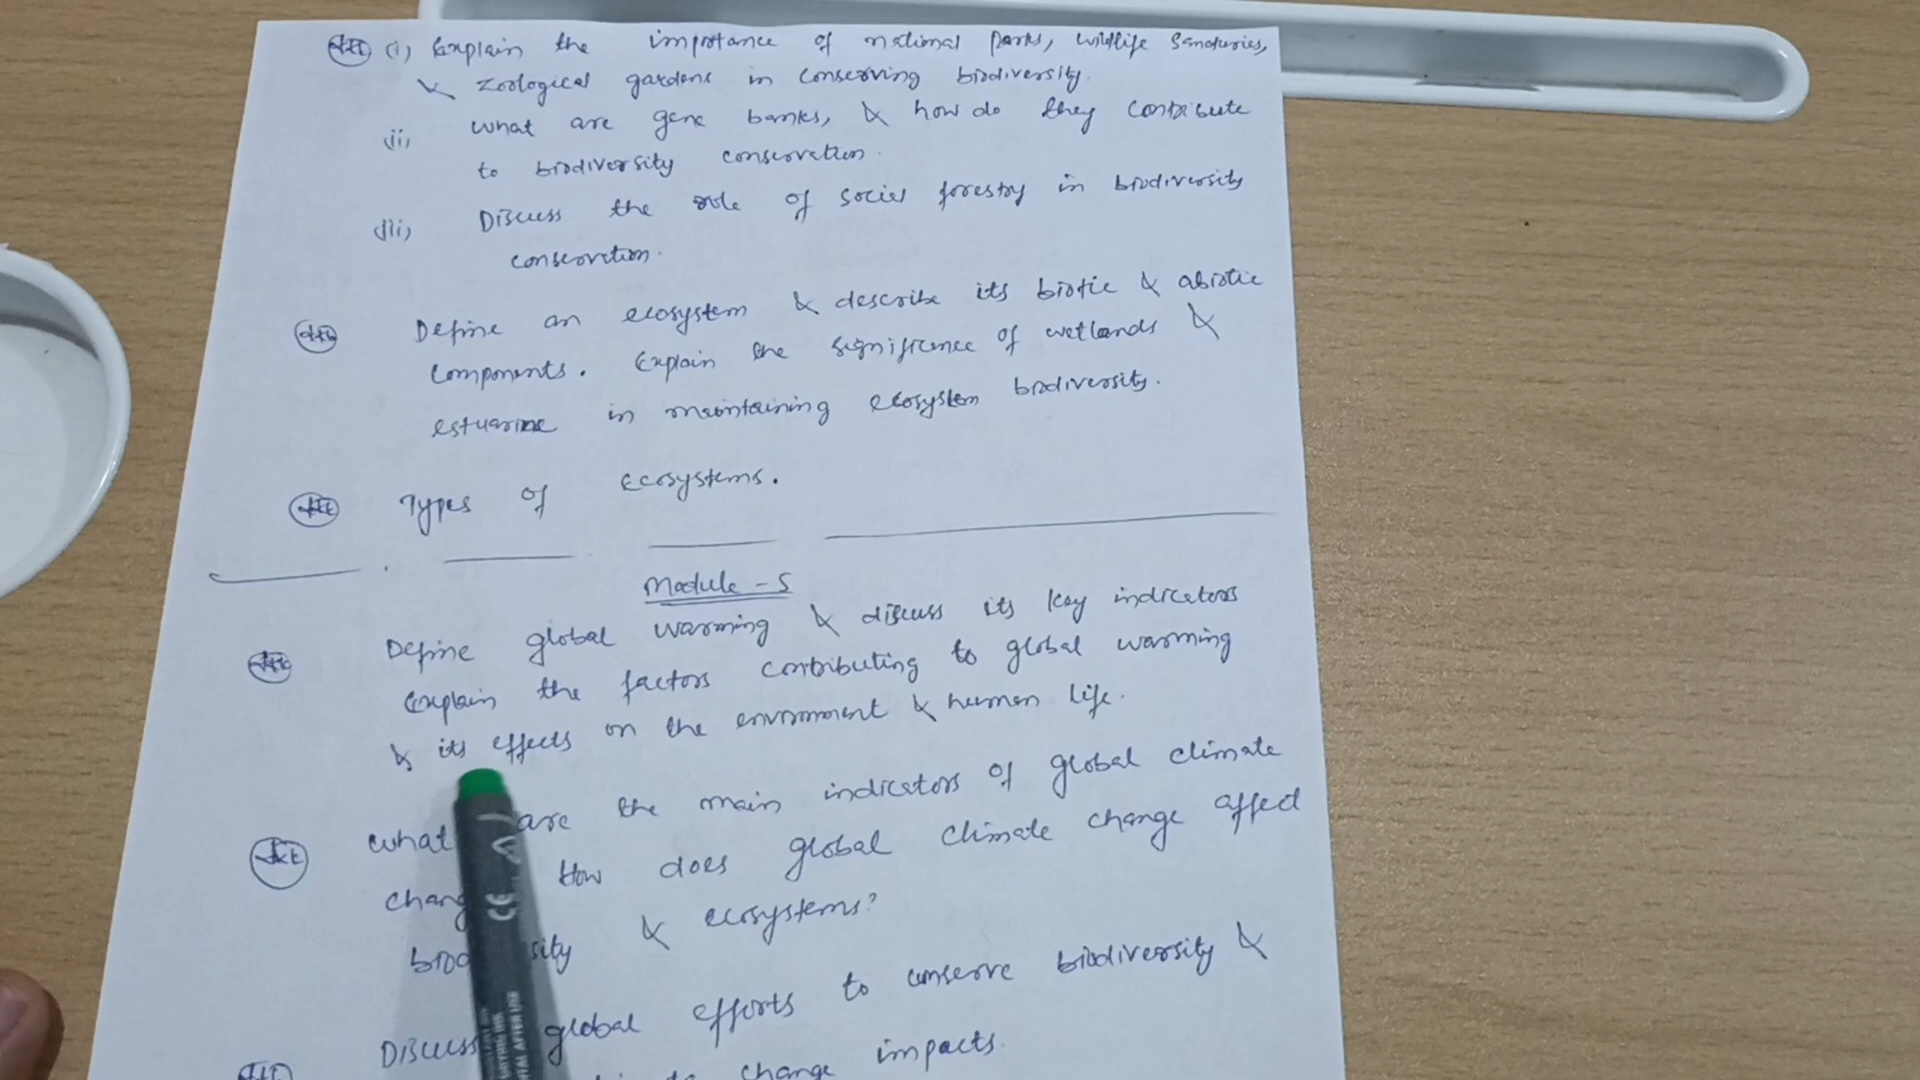 (i) Explain the importance of national parks, wildlife Sancturies,
& Zoological gardens in conserving biodiversity.
(ii) What are gene banks, & how do they contribute
to biodiversity conservation.
(iii) Discuss the role of social forestry in biodiversity
conservation.
Define an ecosystem & describe its biotic & abiotic
components. Explain the significance of wetlands &
estuarine in maintaining ecosystem biodiversity.
Types of ecosystems.
Module - 5
Define global warming & discuss its key indicators
Explain the factors contributing to global warming
& its effects on the environment & human life.
What are the main indicators of global climate
chang How does global climate change affect
biod sity & ecosystems?
Discuss global efforts to conserve biodiversity &
change impacts.
CE